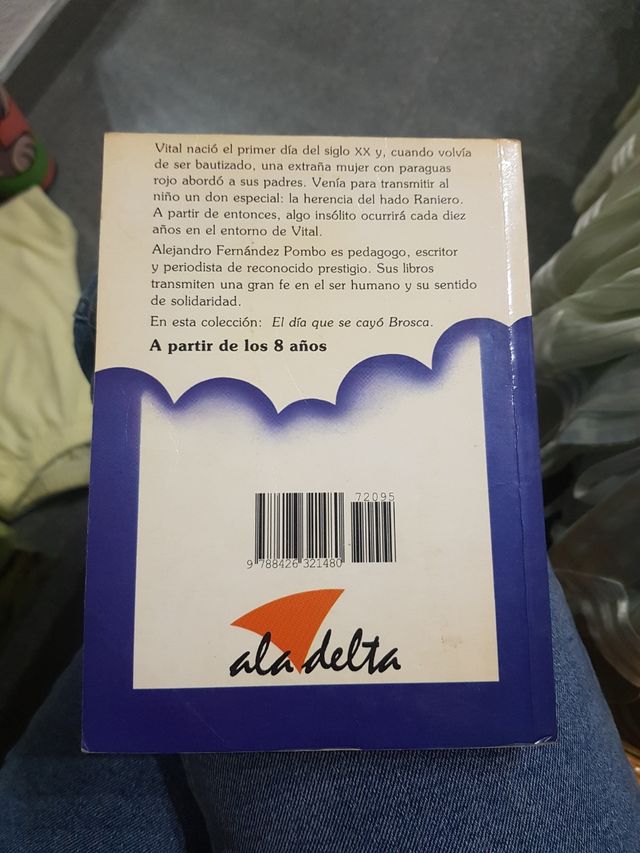 Vital nació el primer día del siglo XX y, cuando volvía
de ser bautizado, una extraña mujer con paraguas
rojo abordó a sus padres. Venía para transmitir al
niño un don especial: la herencia del hado Raniero.
A partir de entonces, algo insólito ocurrirá cada diez
años en el entorno de Vital.
Alejandro Fernández Pombo es pedagogo, escritor
y periodista de reconocido prestigio. Sus libros
transmiten una gran fe en el ser humano y su sentido
de solidaridad.
En esta colección: El día que se cayó Brosca.
A partir de los 8 años
72095
9 788426 321480
ala delta